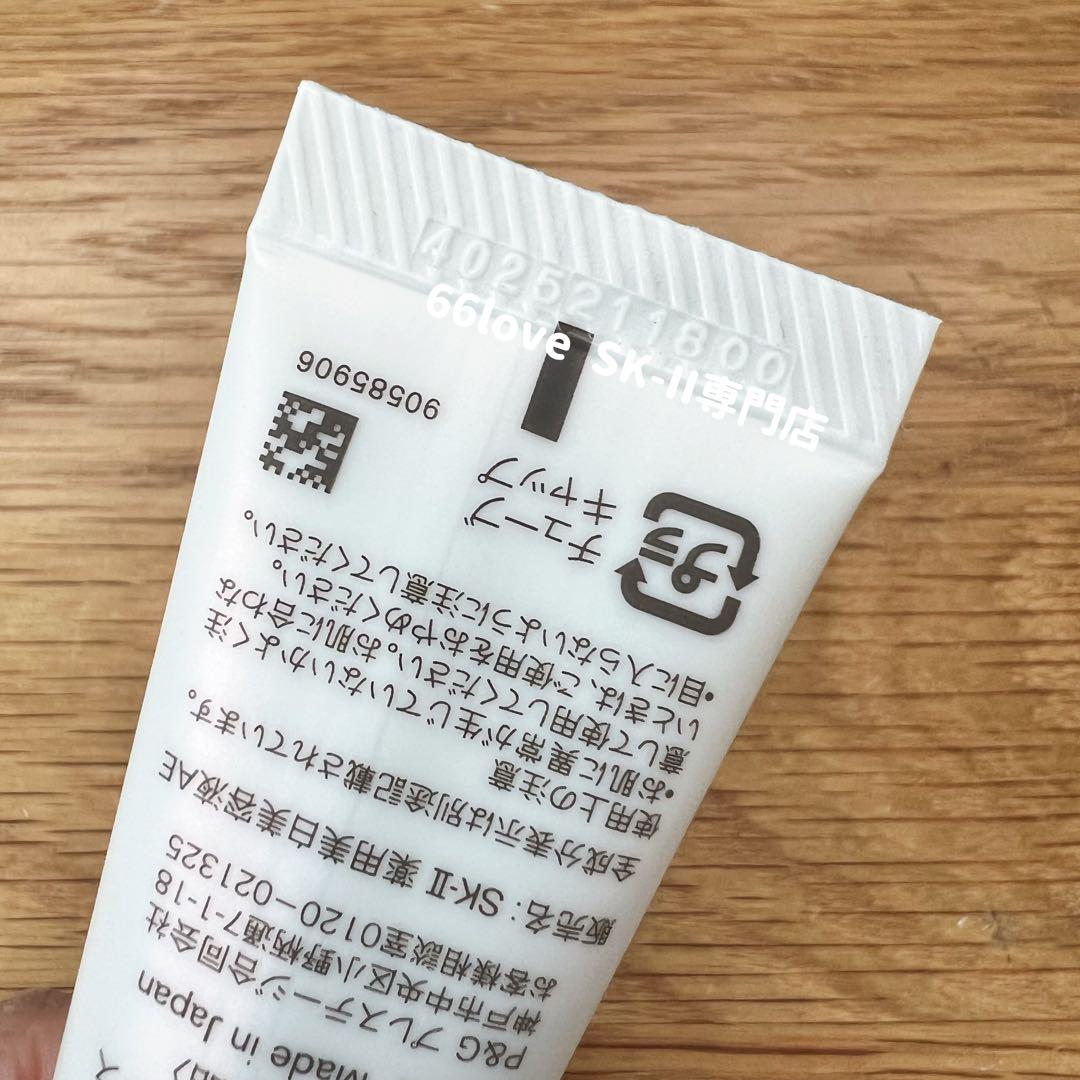 4025211800
66love SK-II専門店
Made in Japan
P&G プレステージ合同会社
神戸市中央区小野柄通7-1-18
お客様相談室0120-021325
販売名：SK-II 薬用美白美容液AE
全成分表示は別途記載されています。
使用上の注意
•お肌に異常が生じていないかよく注
意して使用してください。お肌に合わな
いときは、ご使用をおやめください。
•目に入らないように注意してください。
プラ
チューブ
キャップ
90585906